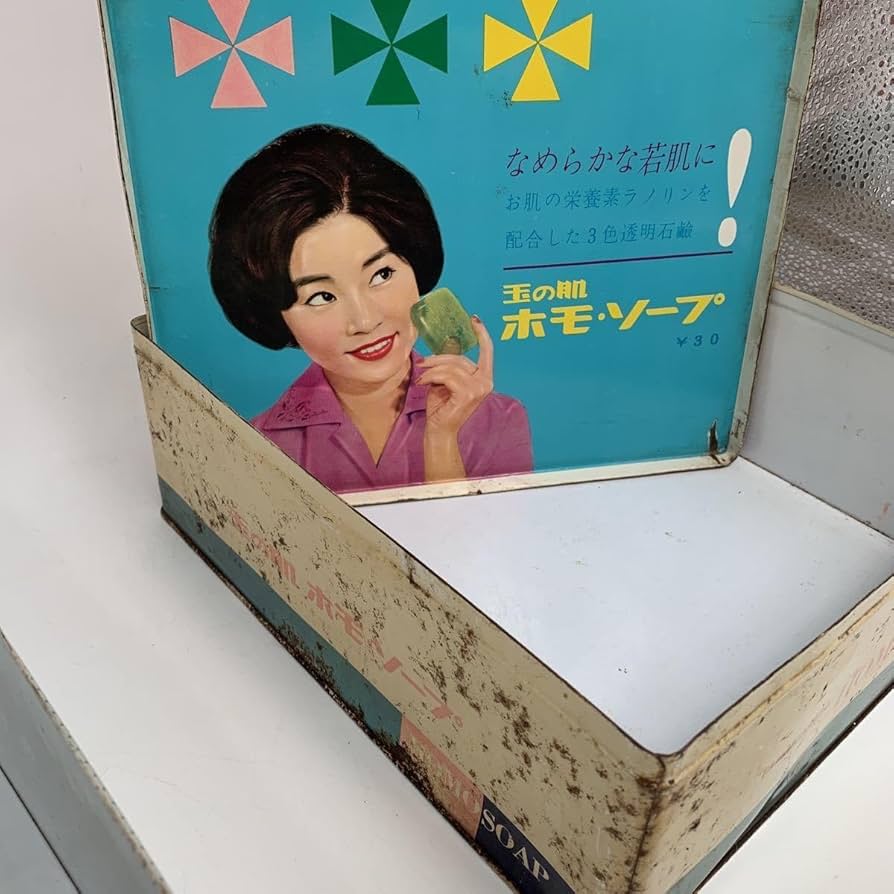 なめらかな若肌に!
お肌の栄養素ラノリンを
配合した3色透明石鹸
玉の肌
ホモ・ソープ
¥30
玉の肌 ホモ・ソープ
SOAP